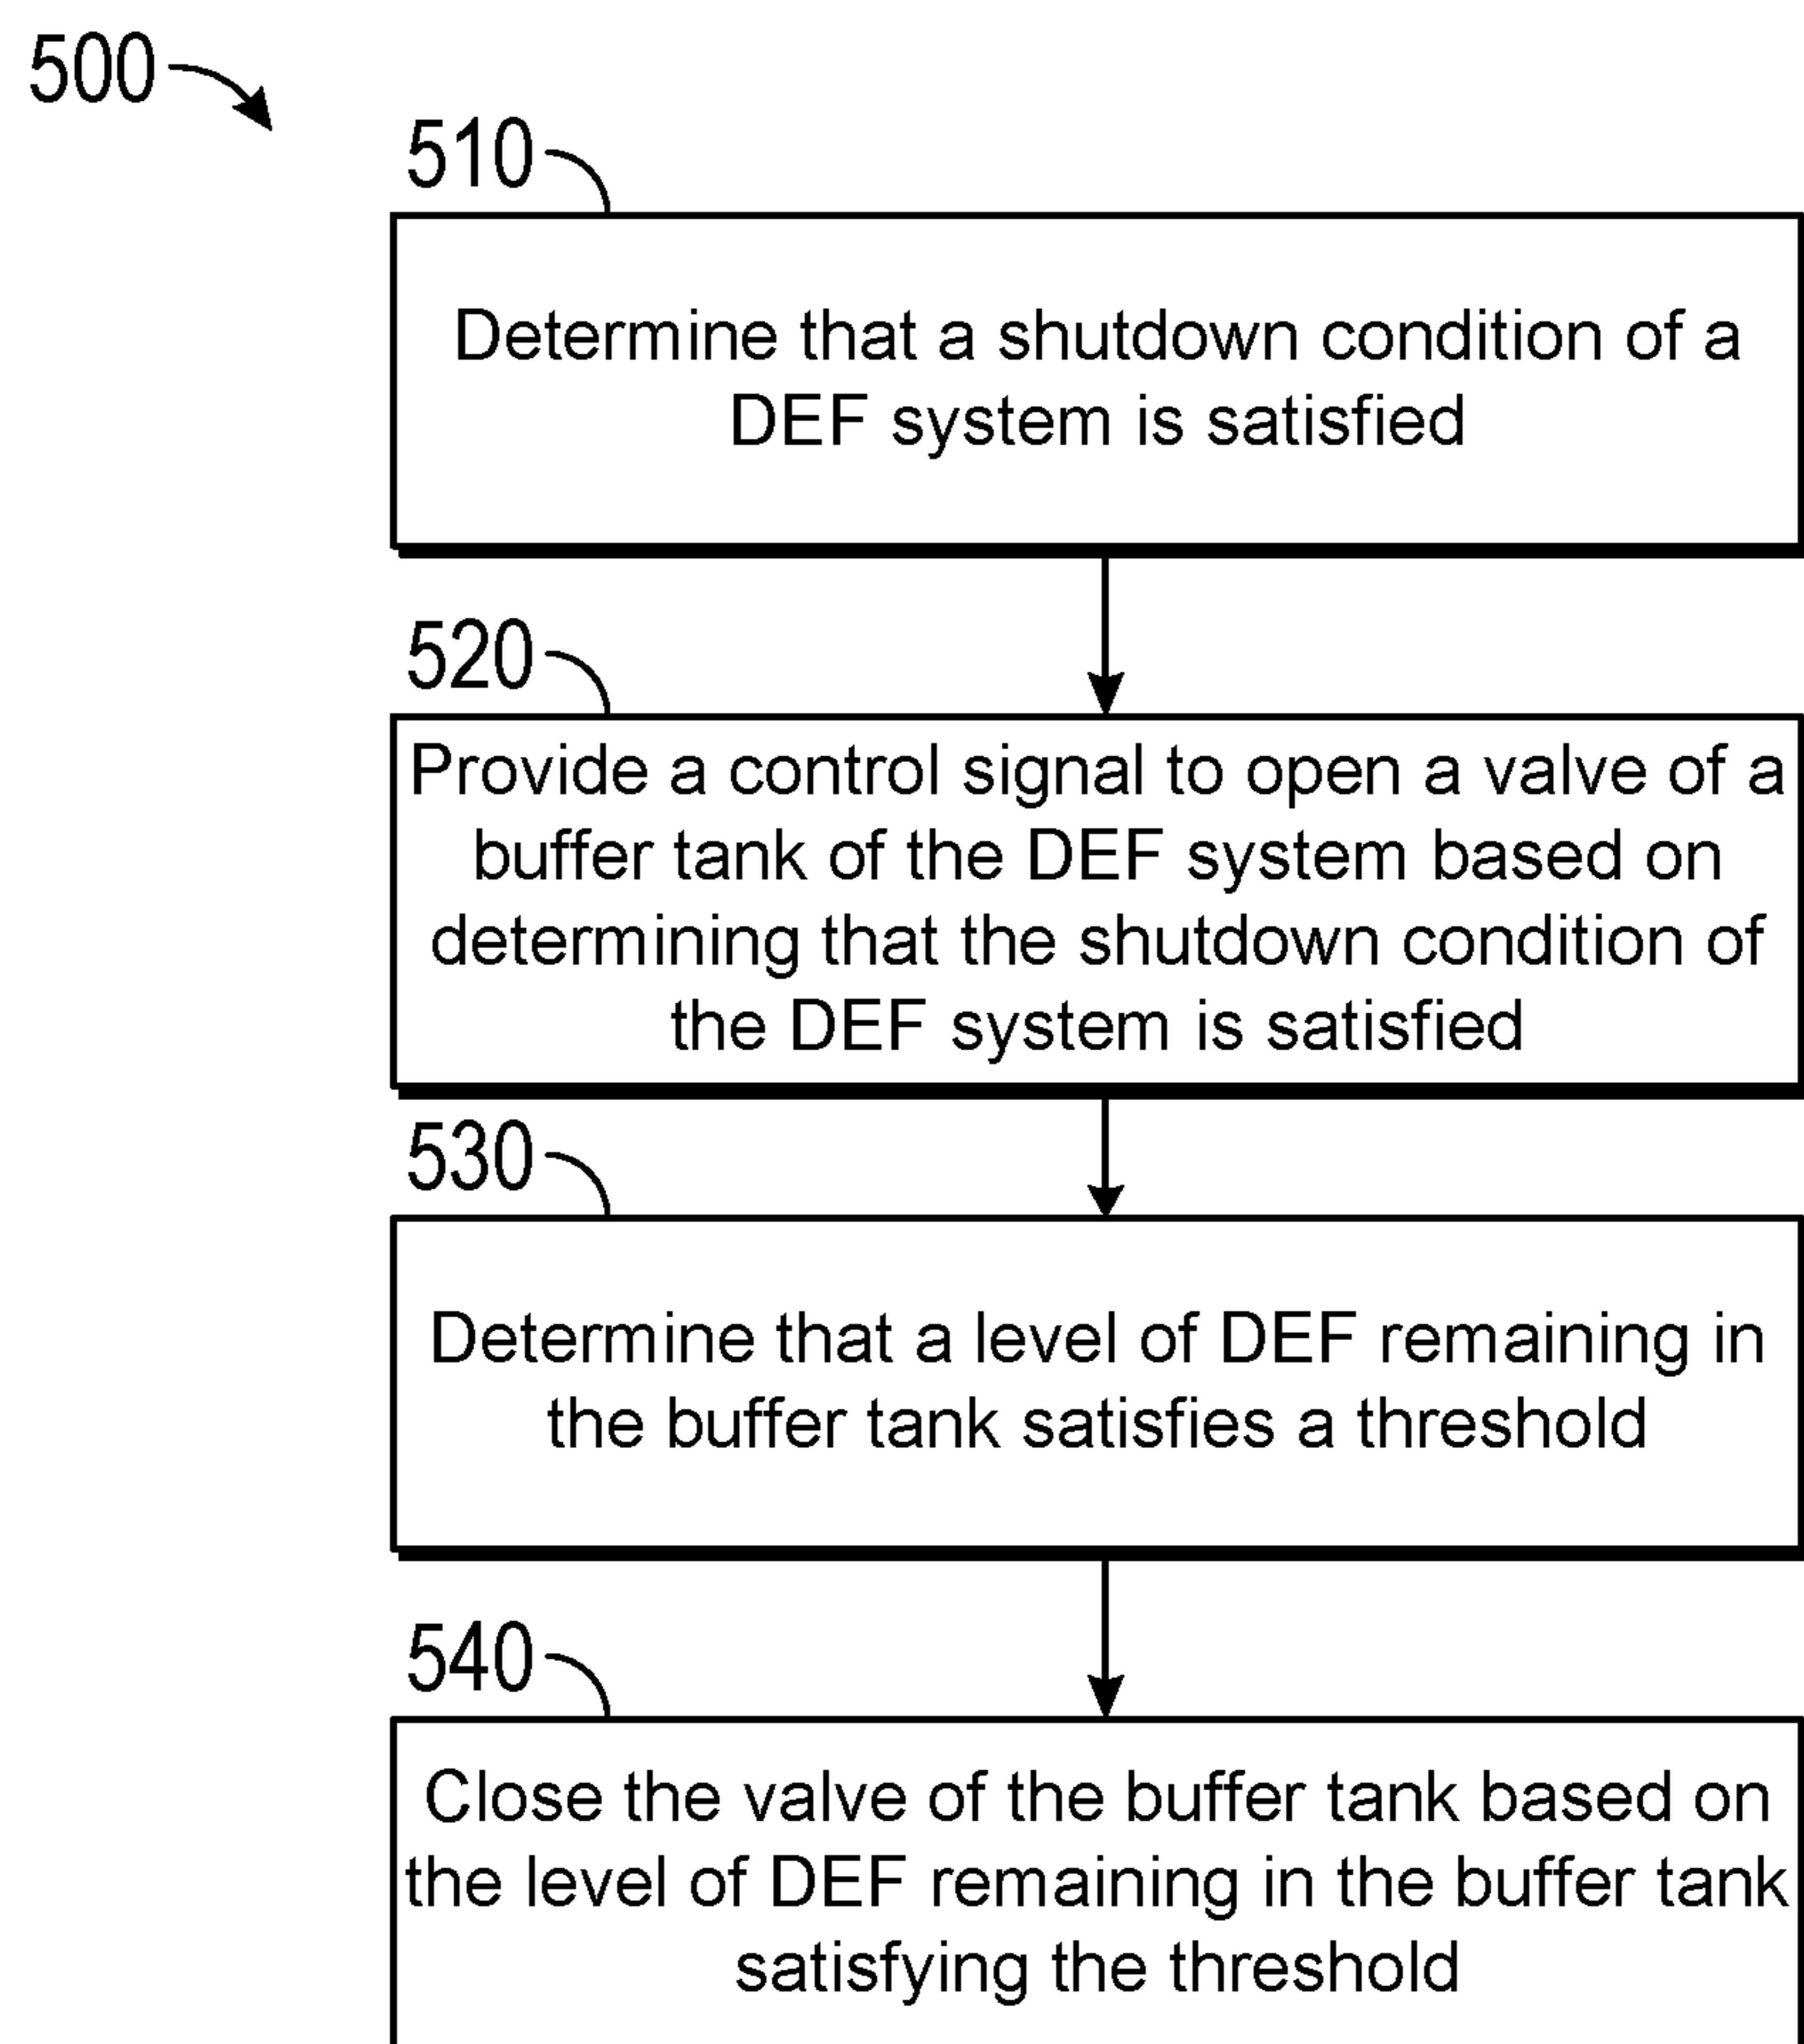 500
510
Determine that a shutdown condition of a
DEF system is satisfied
520
Provide a control signal to open a valve of a
buffer tank of the DEF system based on
determining that the shutdown condition of
the DEF system is satisfied
530
Determine that a level of DEF remaining in
the buffer tank satisfies a threshold
540
Close the valve of the buffer tank based on
the level of DEF remaining in the buffer tank
satisfying the threshold